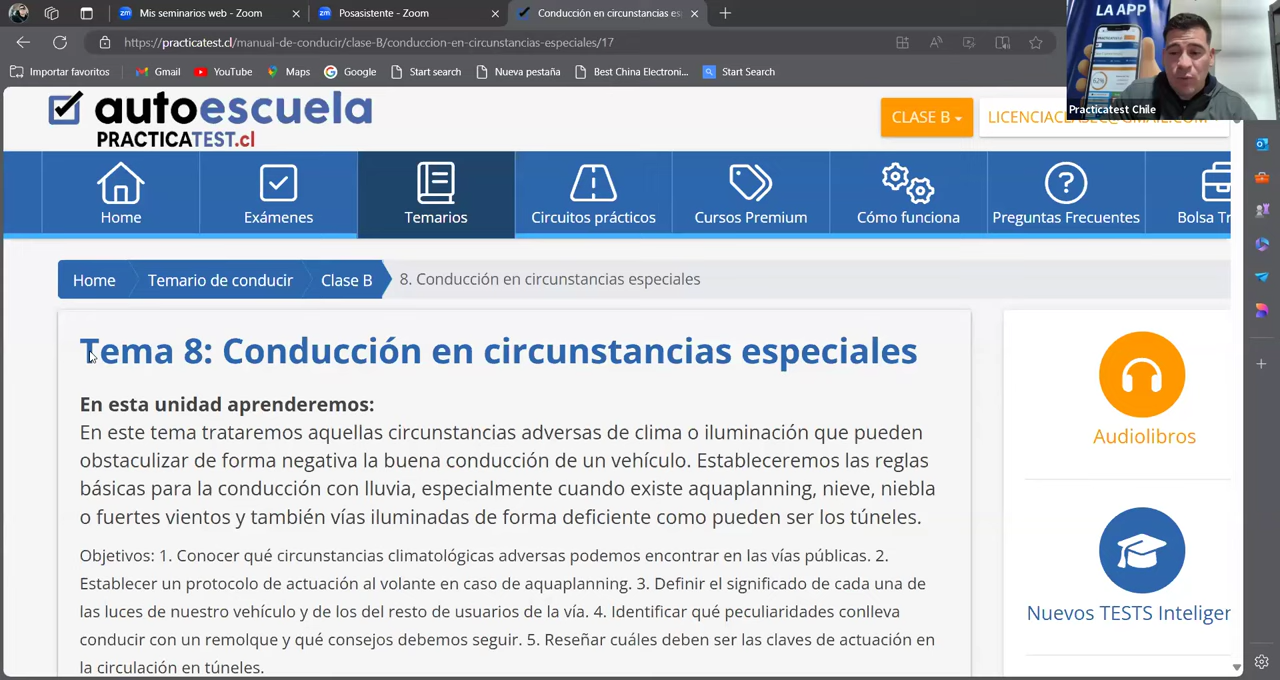 Mis seminarios web - Zoom
Posasistente - Zoom
Conducción en circunstancias es
https://practicatest.cl/manual-de-conducir/clase-B/conduccion-en-circunstancias-especiales/17
Importar favoritos
Gmail
YouTube
Maps
Google
Start search
Nueva pestaña
Best China Electroni...
Start Search
LA APP
62%
Practicatest Chile
autoescuela
PRACTICATEST.cl
CLASE B
LICENCIACLASEC@GMAIL.COM
Home
Exámenes
Temarios
Circuitos prácticos
Cursos Premium
Cómo funciona
Preguntas Frecuentes
Bolsa Tr
Home
Temario de conducir
Clase B
8. Conducción en circunstancias especiales
Tema 8: Conducción en circunstancias especiales
En esta unidad aprenderemos:
En este tema trataremos aquellas circunstancias adversas de clima o iluminación que pueden
obstaculizar de forma negativa la buena conducción de un vehículo. Estableceremos las reglas
básicas para la conducción con lluvia, especialmente cuando existe aquaplanning, nieve, niebla
o fuertes vientos y también vías iluminadas de forma deficiente como pueden ser los túneles.
Objetivos: 1. Conocer qué circunstancias climatológicas adversas podemos encontrar en las vías públicas. 2.
Establecer un protocolo de actuación al volante en caso de aquaplanning. 3. Definir el significado de cada una de
las luces de nuestro vehículo y de los del resto de usuarios de la vía. 4. Identificar qué peculiaridades conlleva
conducir con un remolque y qué consejos debemos seguir. 5. Reseñar cuáles deben ser las claves de actuación en
la circulación en túneles.
Audiolibros
Nuevos TESTS Inteliger